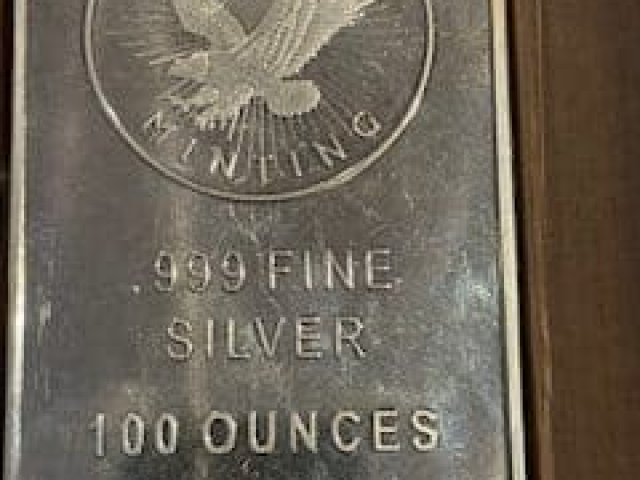 MINTING
.999 FINE
SILVER
100 OUNCES